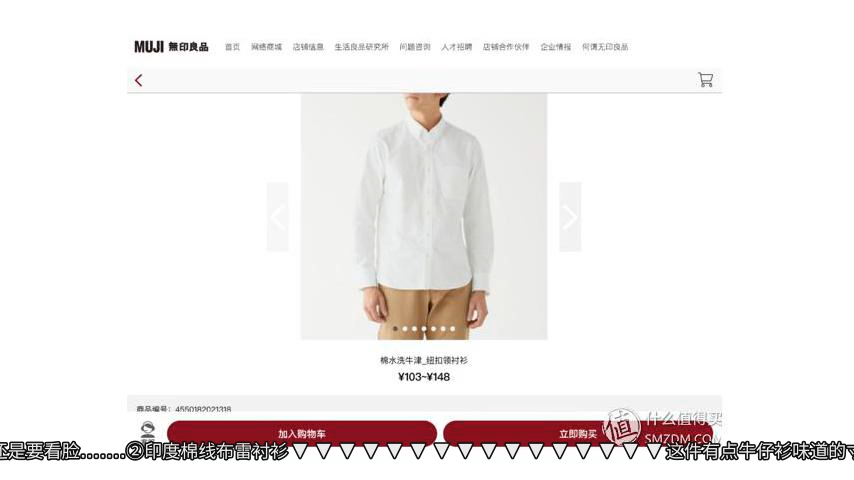 MUJI 無印良品 首页 网络商城 店铺信息 生活良品研究所 问题咨询 人才招聘 店铺合作伙伴 企业情报 何谓无印良品
棉水洗牛津_纽扣领衬衫
¥103~¥148
商品编号: 4550182021318
加入购物车 立即购买
值 什么值得买
SMZDM.COM
还是要看脸........②印度棉线布雷衬衫▽▽▽▽▽▽▽▽▽▽▽▽▽▽▽▽▽▽这件有点牛仔衫味道的